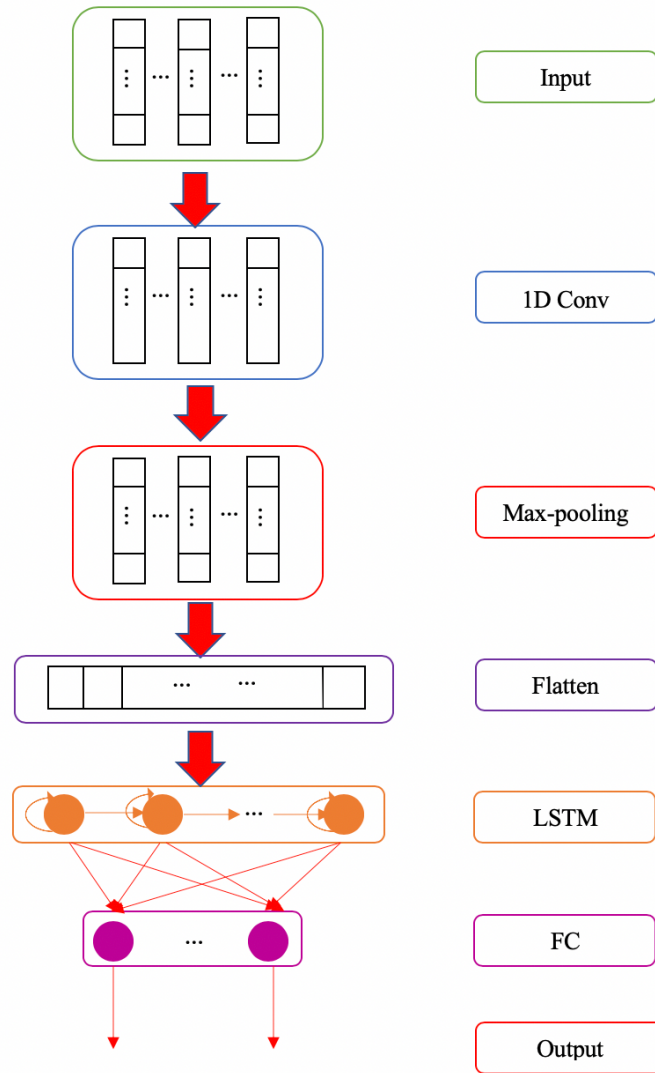 Input
1D Conv
Max-pooling
Flatten
LSTM
FC
Output